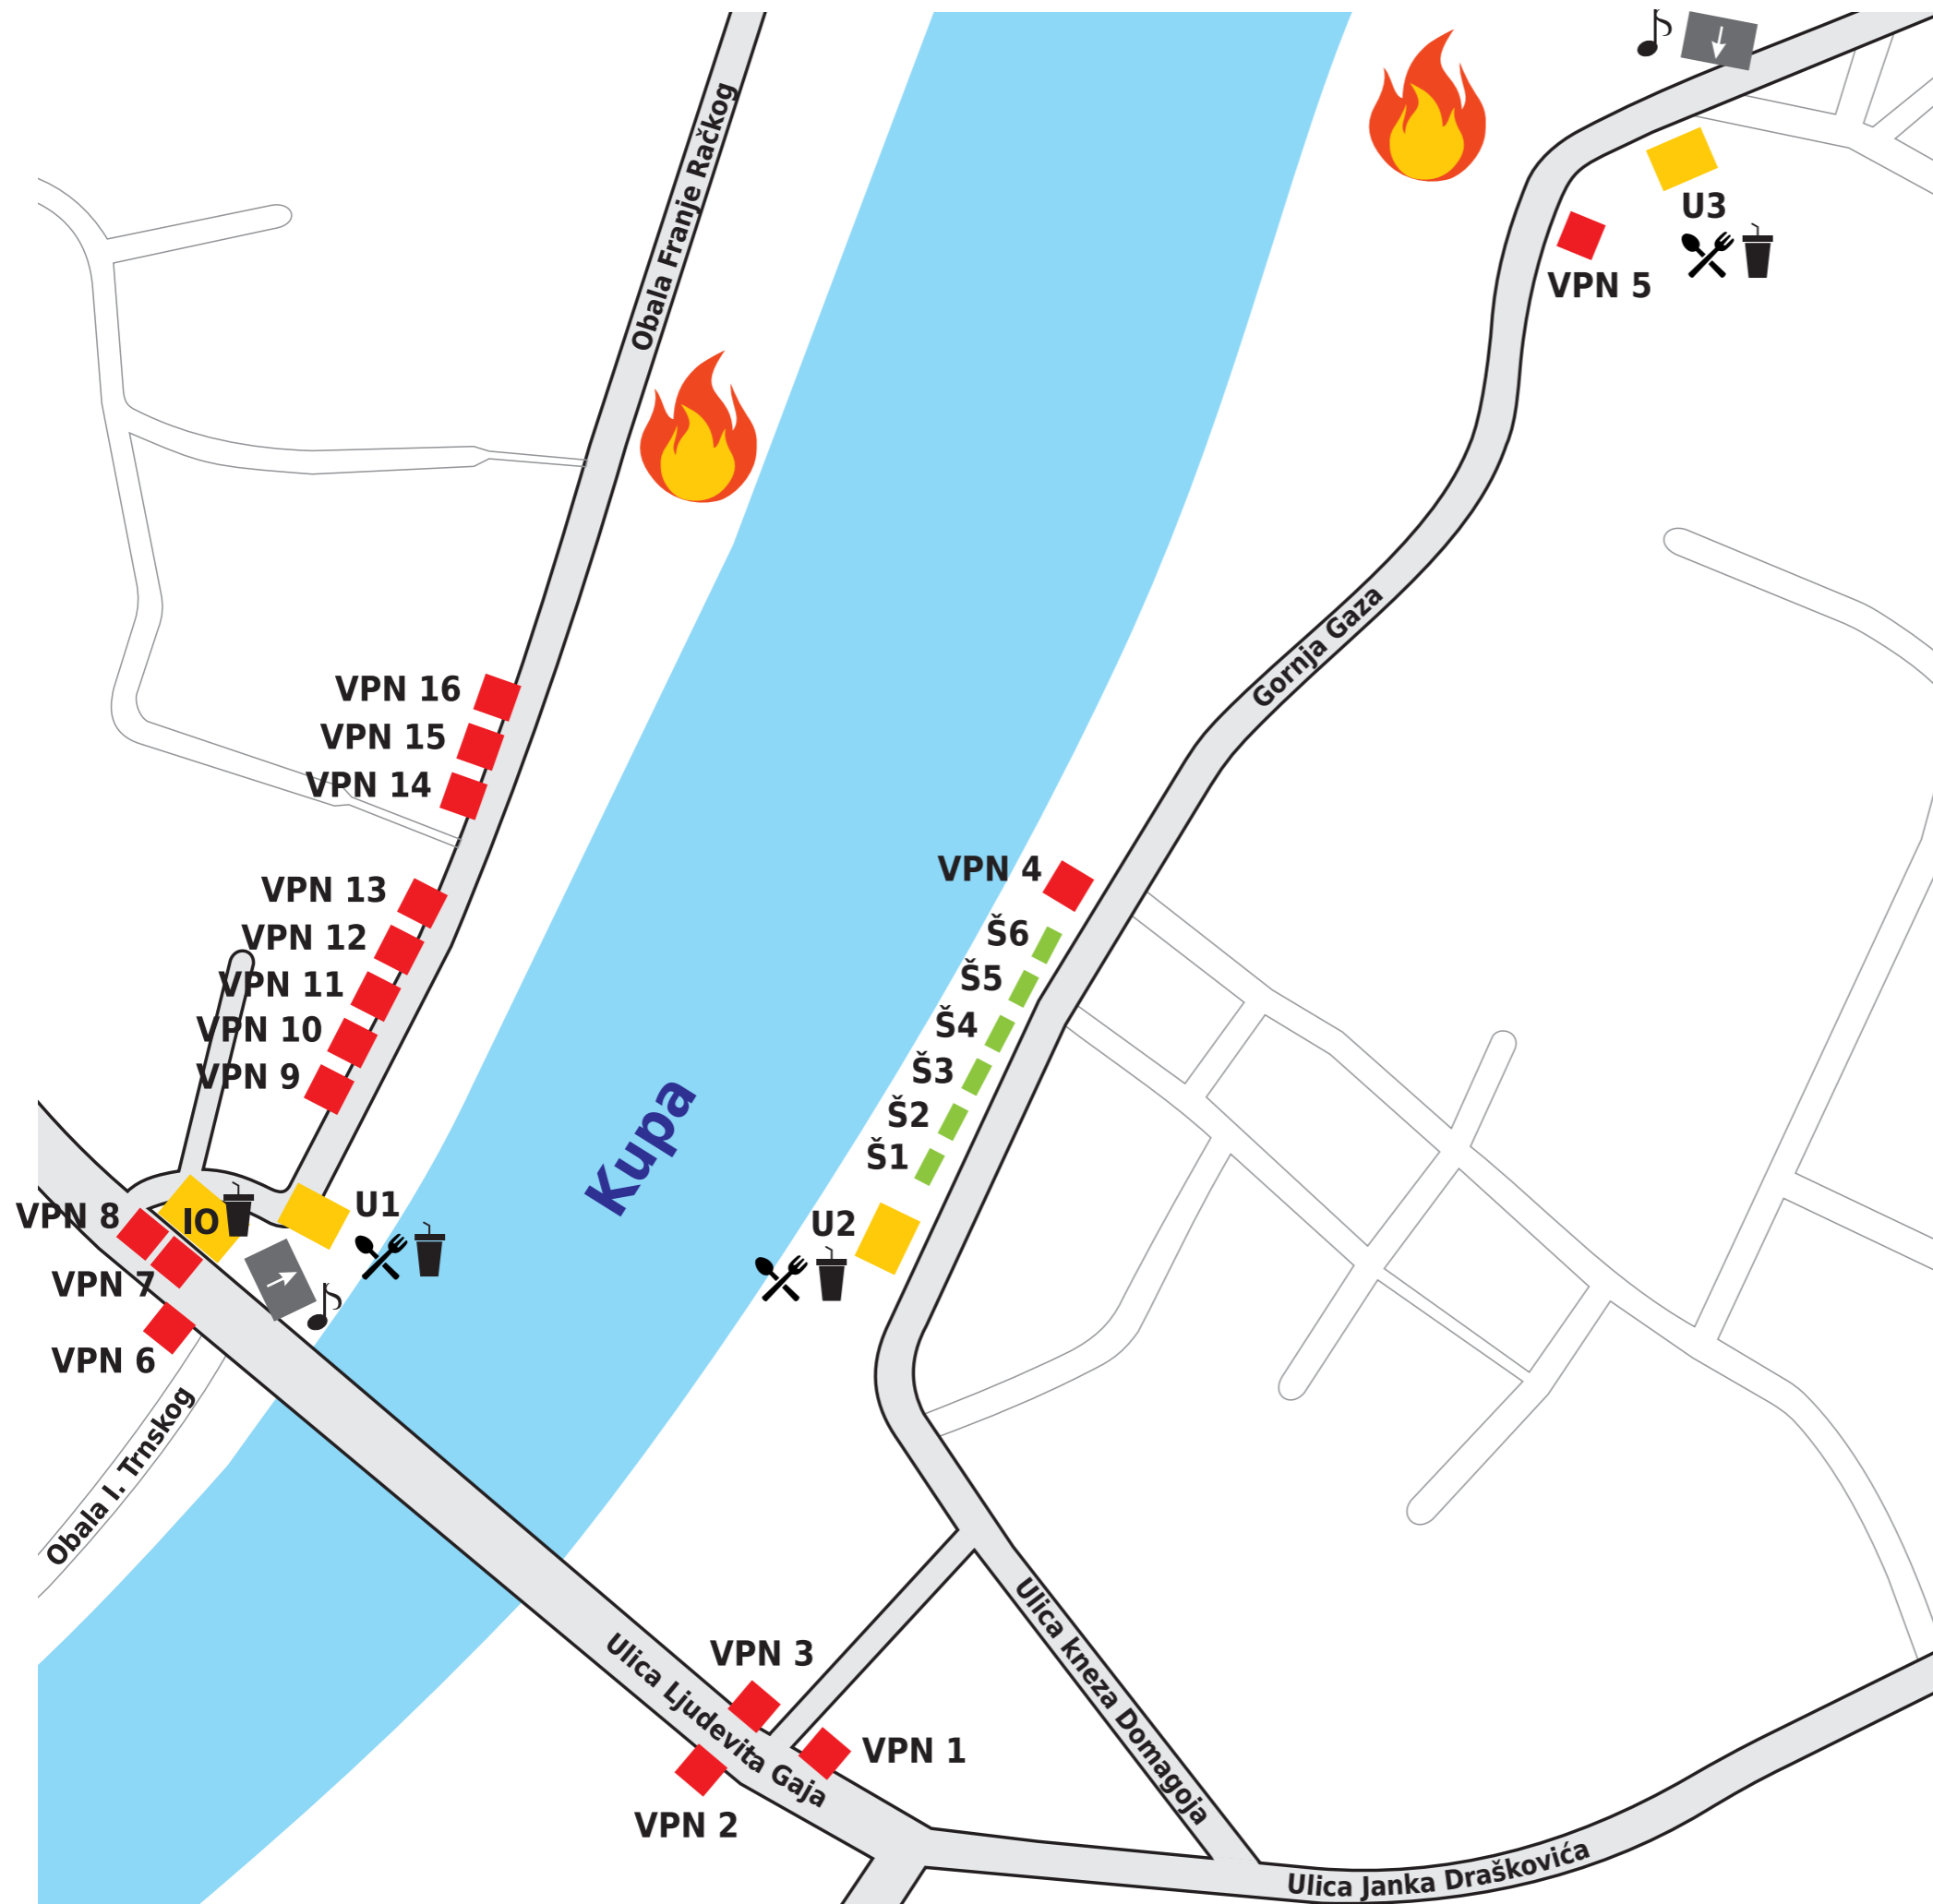 Obala Franje Račkog
U3
VPN 5
Gornja Gaza
VPN 16
VPN 15
VPN 14
VPN 4
VPN 13
Š6
VPN 12
Š5
VPN 11
Š4
VPN 10
Š3
VPN 9
Š2
Kupa
Š1
U1
VPN 8
IO
U2
VPN 7
VPN 6
Obala I. Trnskog
Ulica kneza Domagoja
VPN 3
Ulica Ljudevita Gaja
VPN 1
VPN 2
Ulica Janka Draškovića